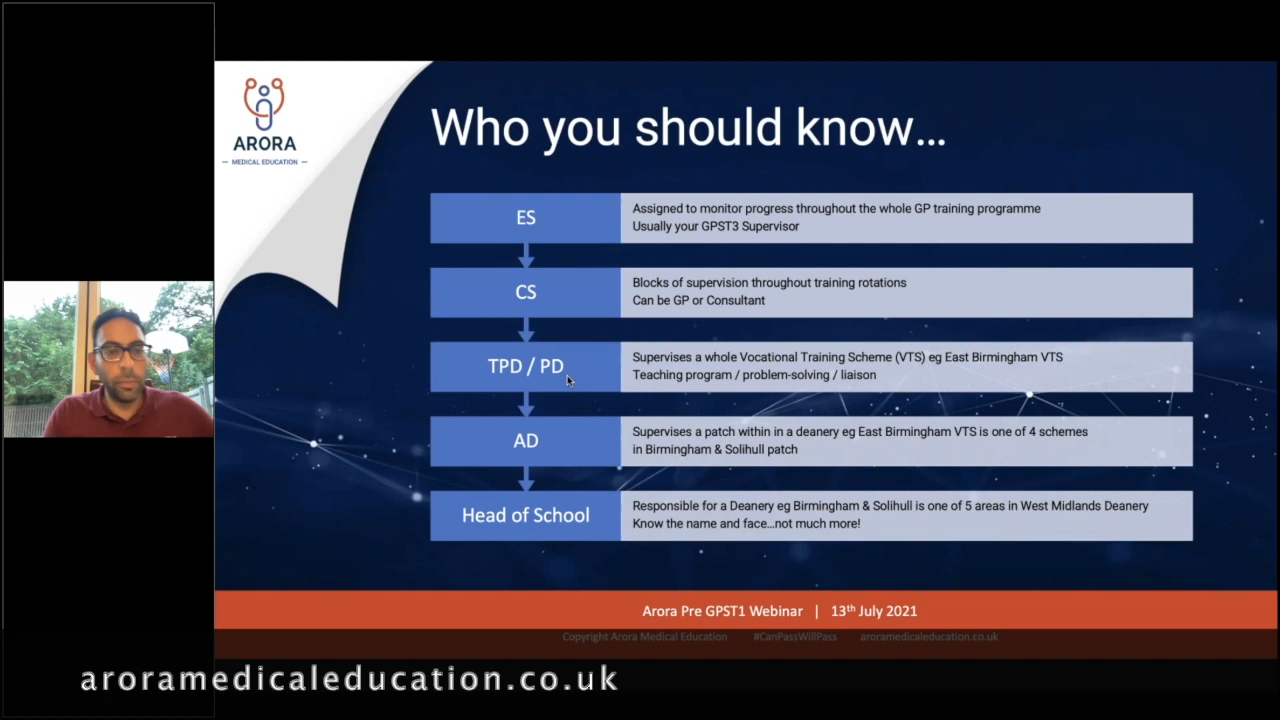 ARORA
MEDICAL EDUCATION
Who you should know...
ES
Assigned to monitor progress throughout the whole GP training programme
Usually your GPST3 Supervisor
CS
Blocks of supervision throughout training rotations
Can be GP or Consultant
TPD / PD
Supervises a whole Vocational Training Scheme (VTS) eg East Birmingham VTS
Teaching program / problem-solving / liaison
AD
Supervises a patch within in a deanery eg East Birmingham VTS is one of 4 schemes
in Birmingham & Solihull patch
Head of School
Responsible for a Deanery eg Birmingham & Solihull is one of 5 areas in West Midlands Deanery
Know the name and face...not much more!
Arora Pre GPST1 Webinar | 13th July 2021
Copyright Arora Medical Education #CanPassWillPass aroramedicaleducation.co.uk
aroramedicaleducation.co.uk